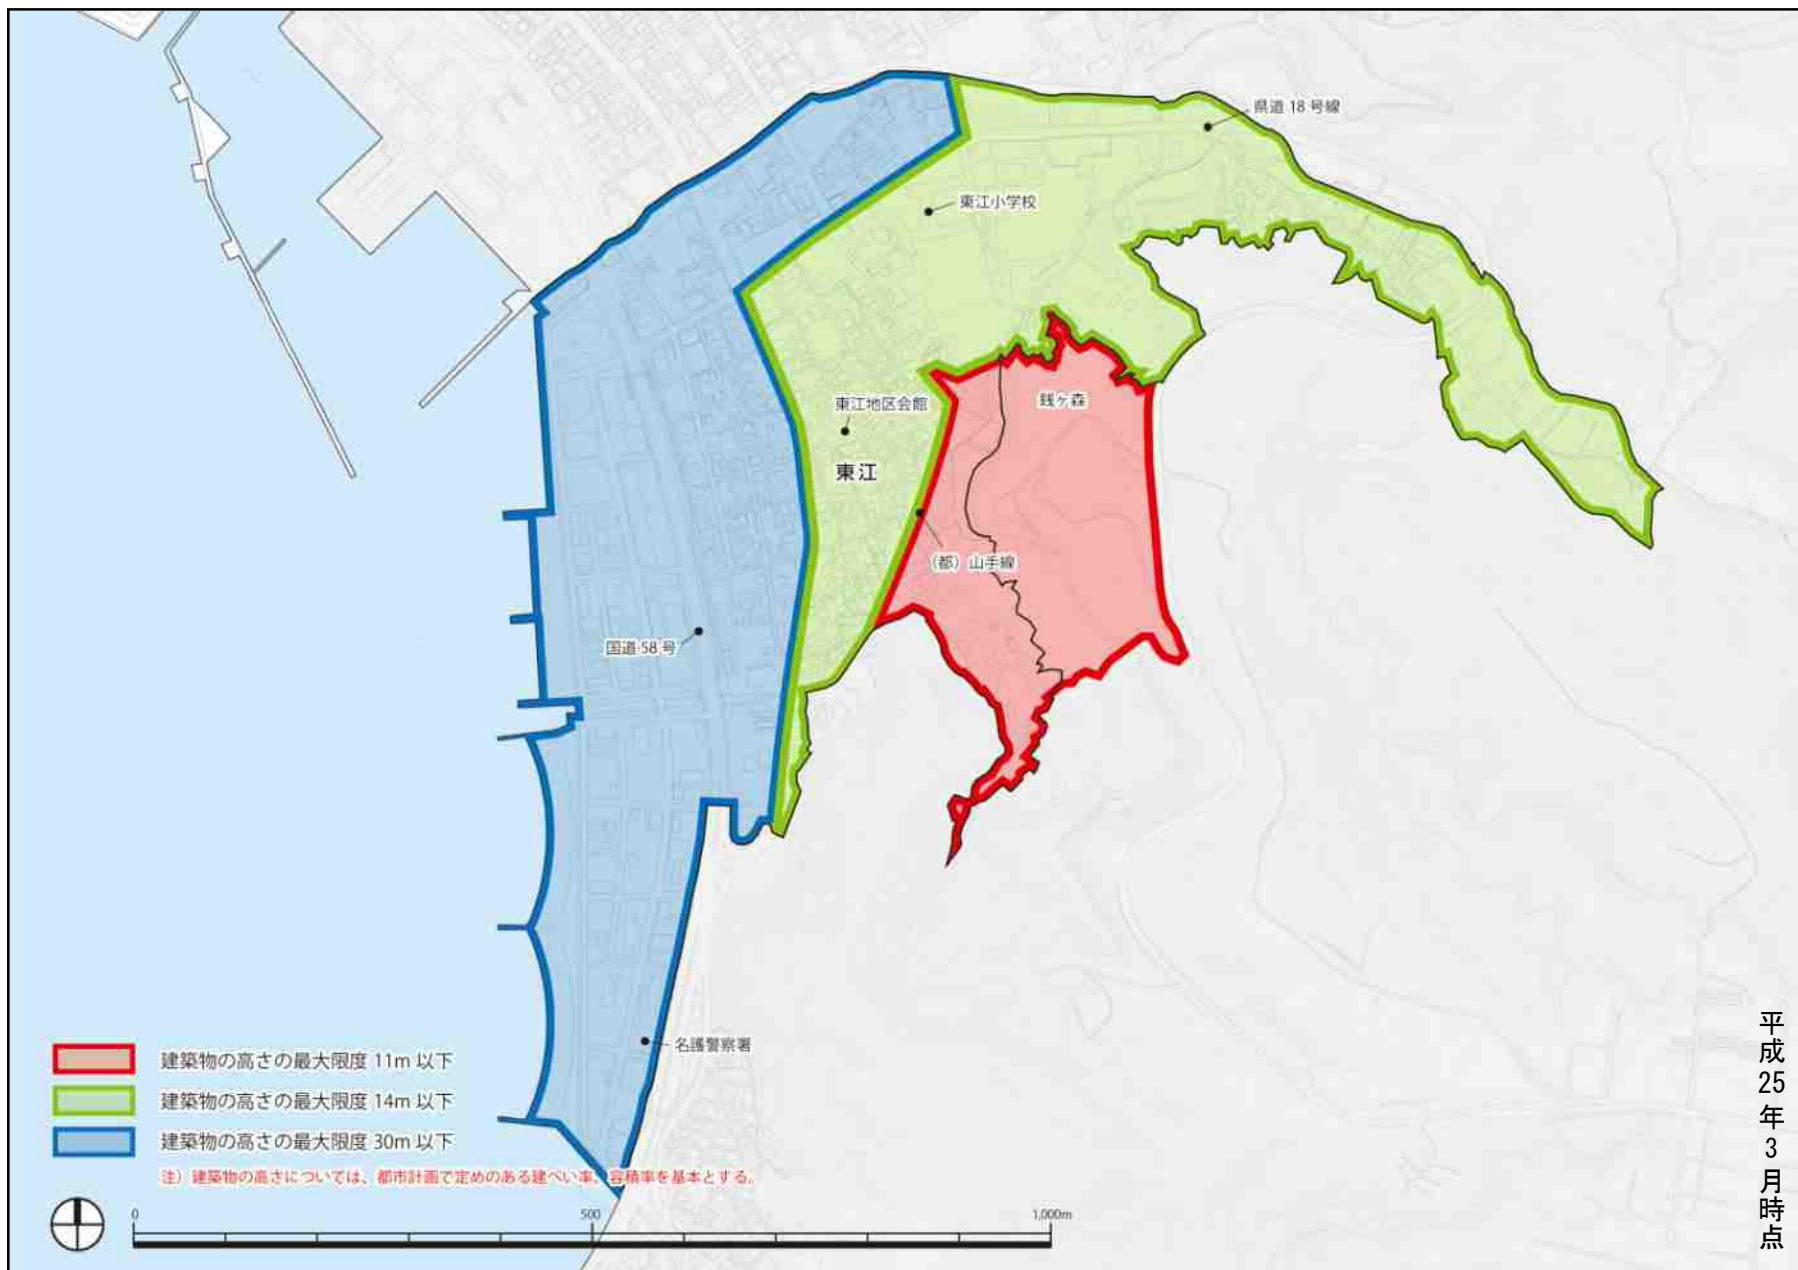 県道 18 号線
東江小学校
東江地区会館
東江
銭ケ森
（都）山手線
国道 58 号
名護警察署
建築物の高さの最大限度 11m 以下
建築物の高さの最大限度 14m 以下
建築物の高さの最大限度 30m 以下
注）建築物の高さについては、都市計画で定めのある建ぺい率、容積率を基本とする。
0 500 1,000m
平成25年3月時点